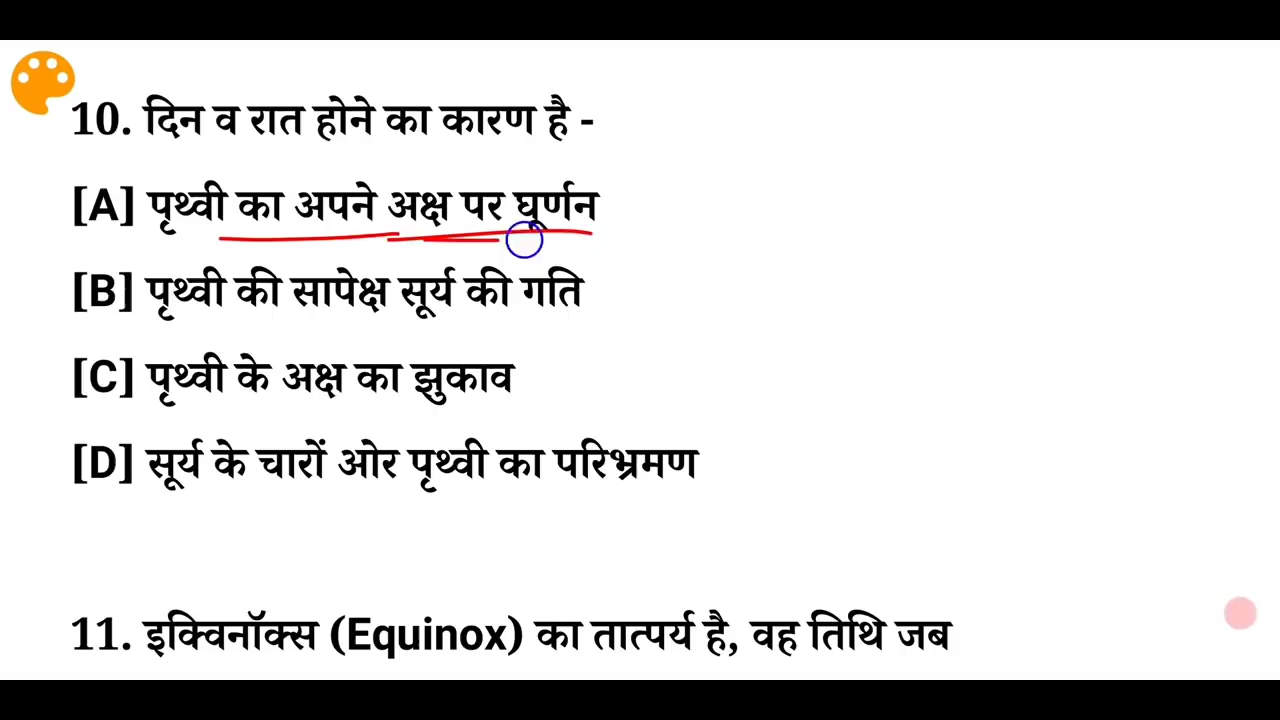 10. दिन व रात होने का कारण है -
[A] पृथ्वी का अपने अक्ष पर घूर्णन
[B] पृथ्वी की सापेक्ष सूर्य की गति
[C] पृथ्वी के अक्ष का झुकाव
[D] सूर्य के चारों ओर पृथ्वी का परिभ्रमण
11. इक्विनॉक्स (Equinox) का तात्पर्य है, वह तिथि जब